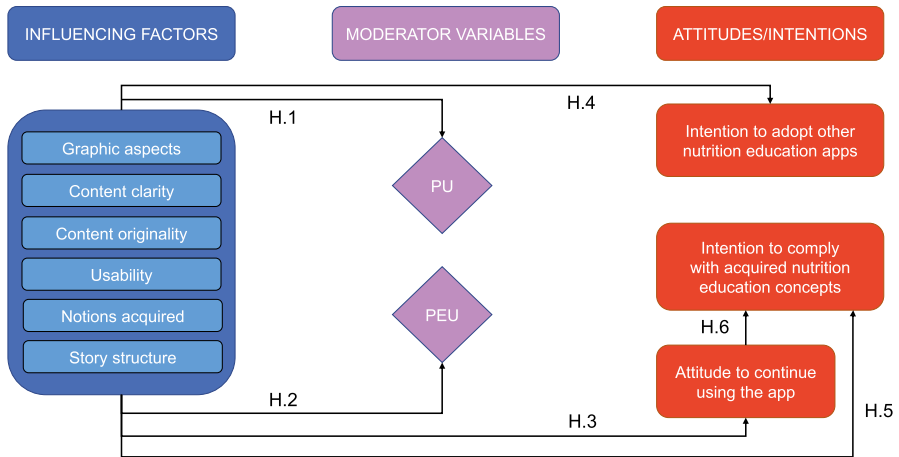 INFLUENCING FACTORS
MODERATOR VARIABLES
ATTITUDES/INTENTIONS
H.1
H.4
Graphic aspects
Content clarity
Content originality
Usability
Notions acquired
Story structure
PU
PEU
Intention to adopt other
nutrition education apps
Intention to comply
with acquired nutrition
education concepts
H.6
Attitude to continue
using the app
H.2
H.3
H.5